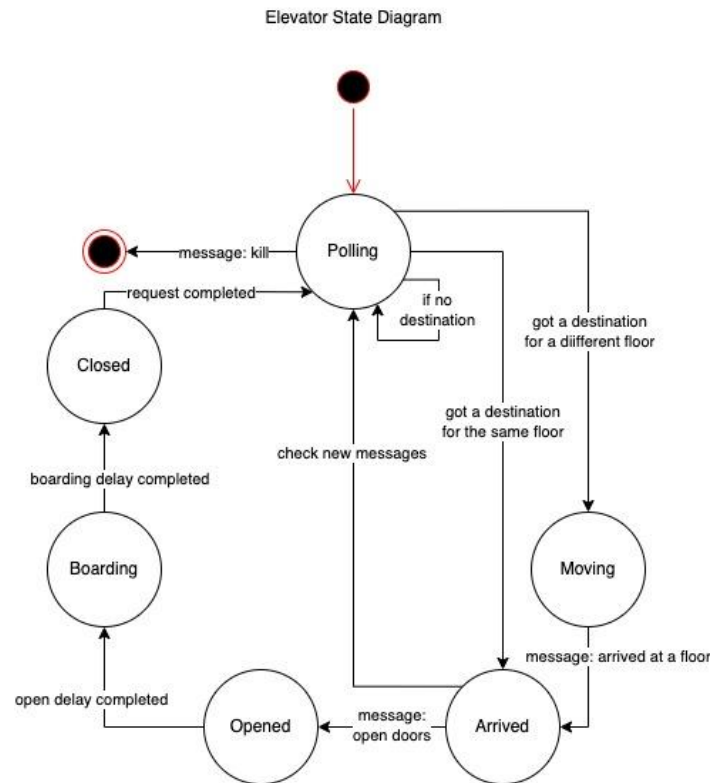 Elevator State Diagram
Polling
message: kill
request completed
if no
destination
got a destination
for a diifferent floor
Closed
got a destination
for the same floor
check new messages
boarding delay completed
Boarding
Moving
message: arrived at a floor
open delay completed
Opened
message:
open doors
Arrived